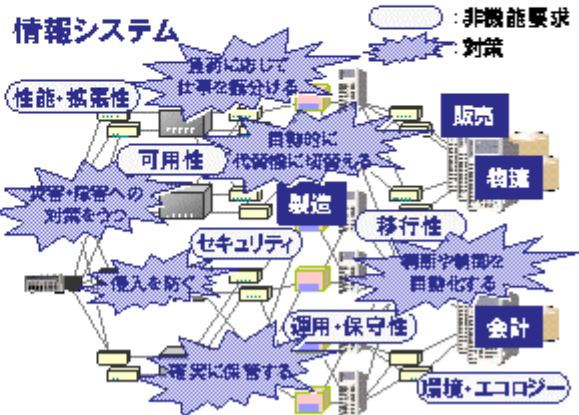 情報システム
:非機能要求
:対策
負荷に応じて
仕事を振分ける
性能・拡張性
販売
自動的に
代替機に切替える
可用性
物流
災害・障害への
対策をうつ
製造
移行性
セキュリティ
判断や制御を
自動化する
侵入を防ぐ
運用・保守性
会計
確実に保管する
環境・エコロジー